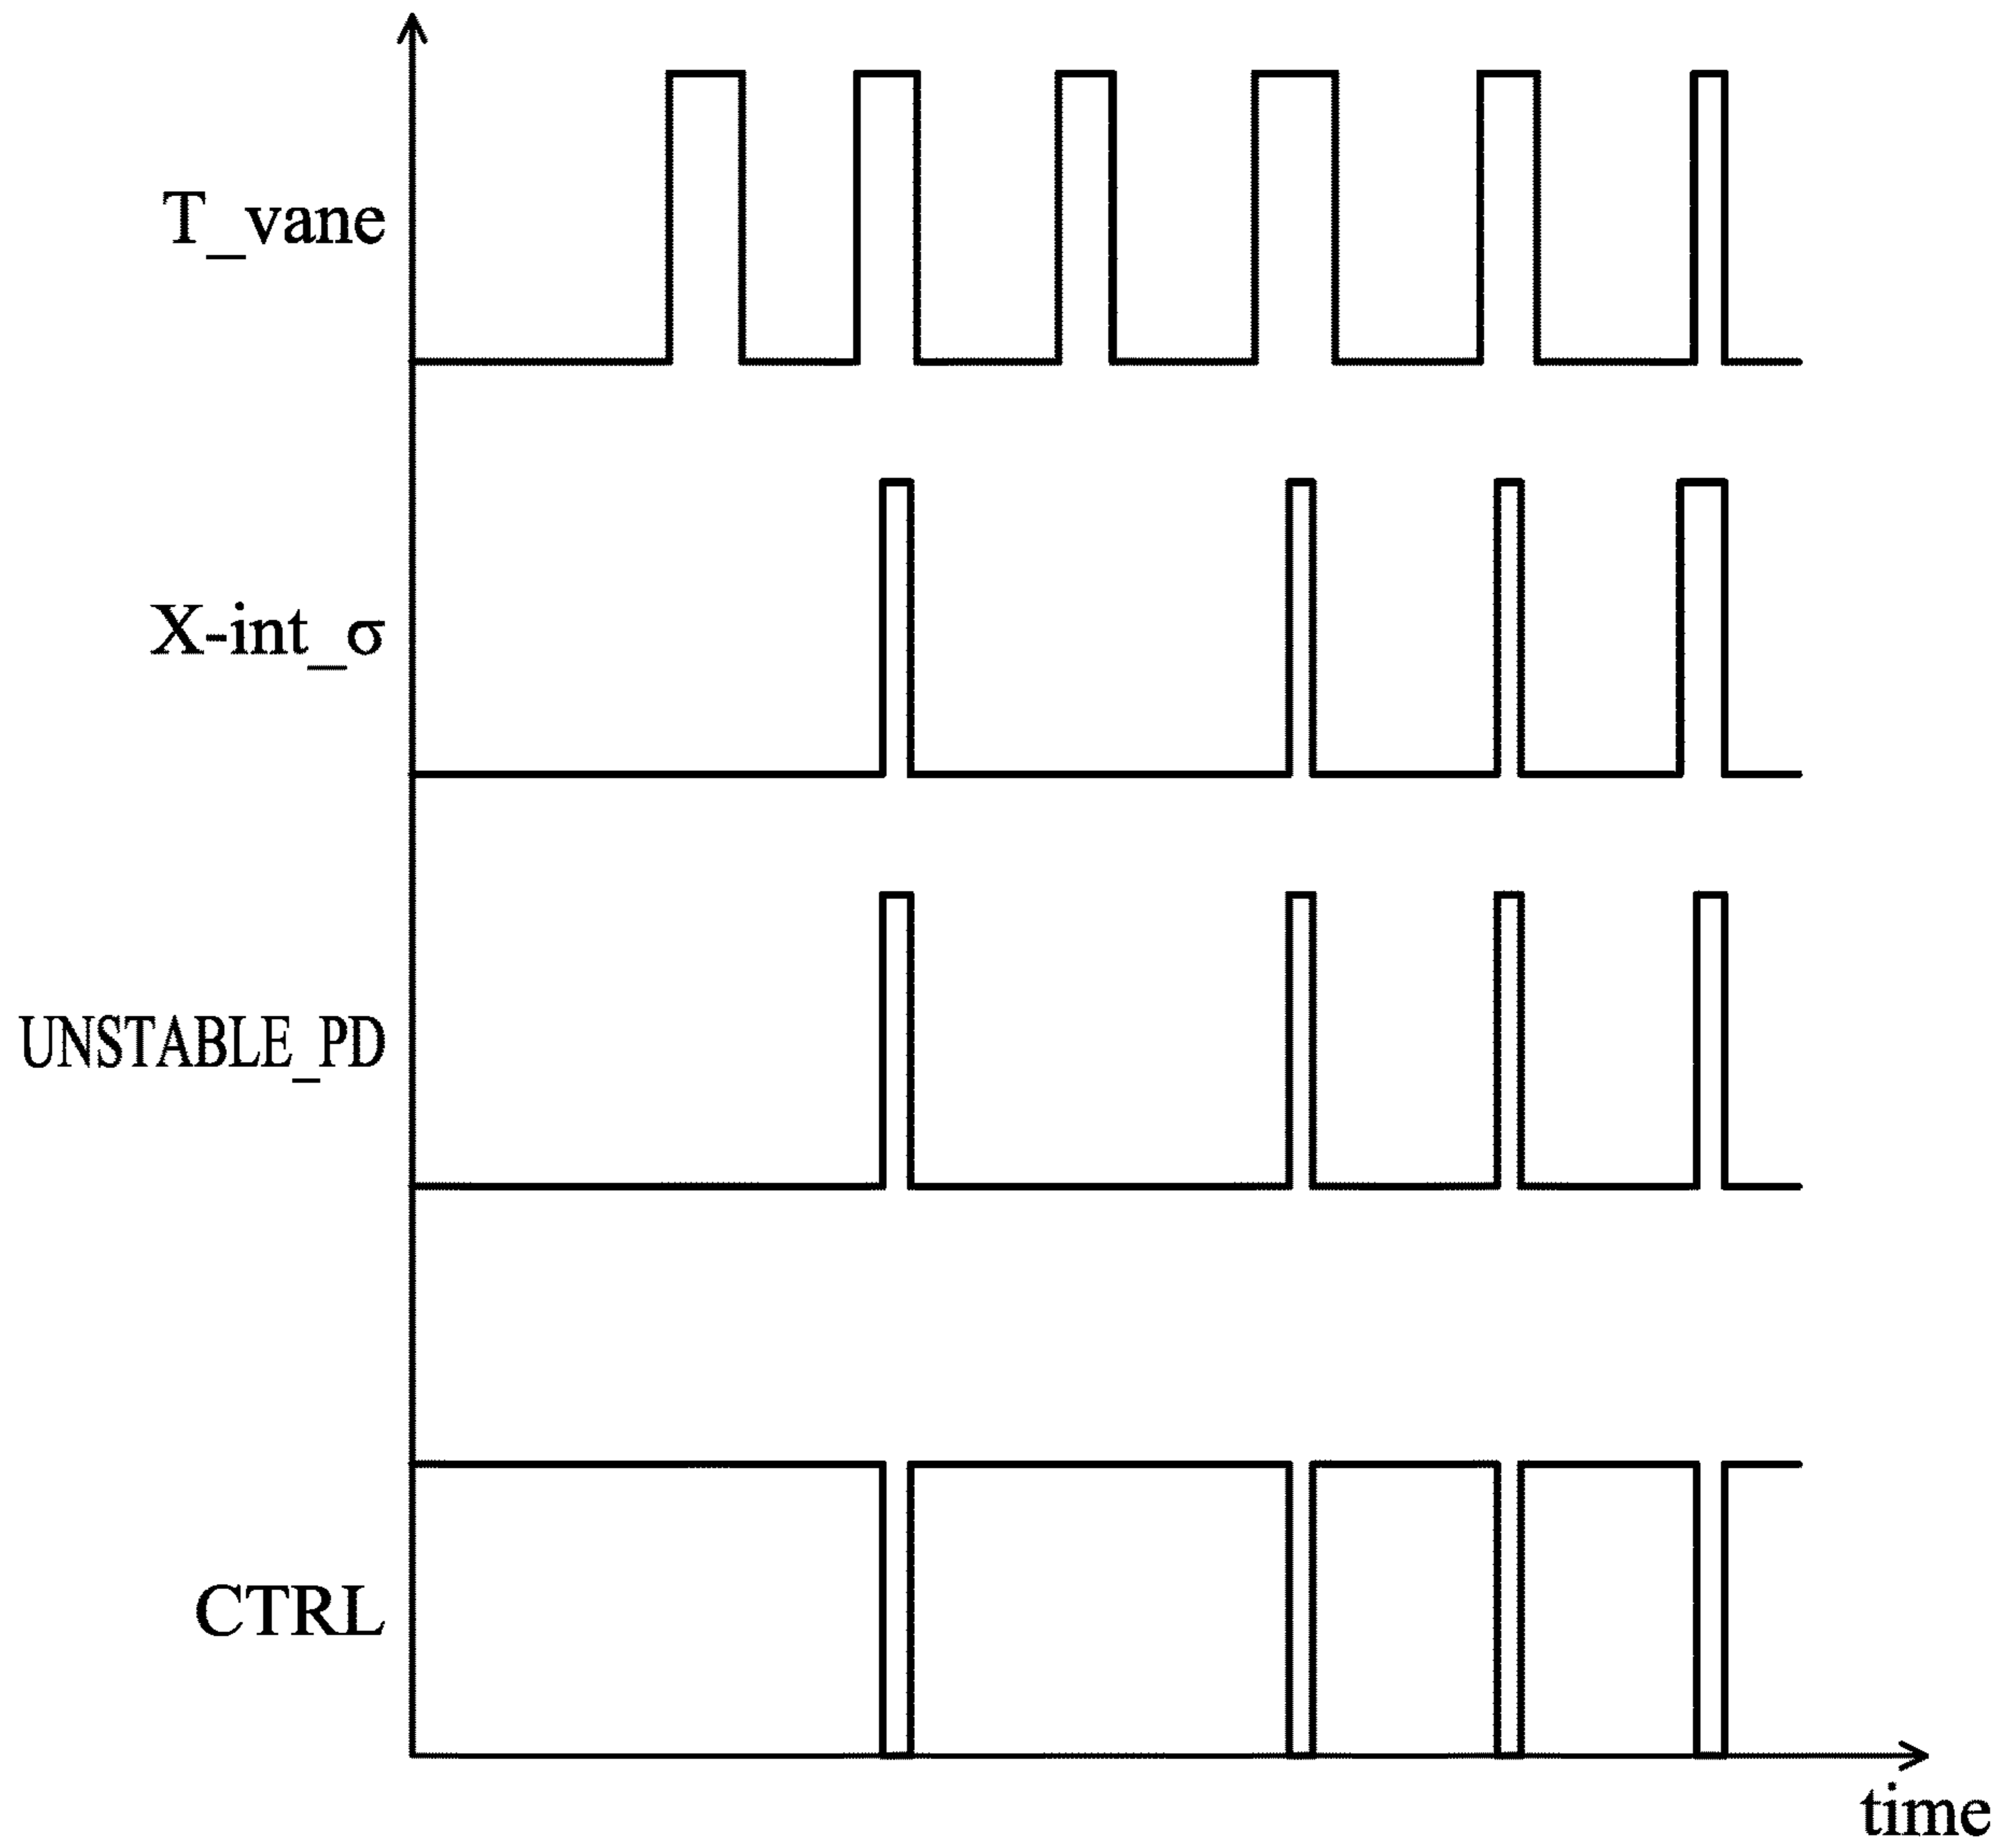 T_vane
X-int_σ
UNSTABLE_PD
CTRL
time